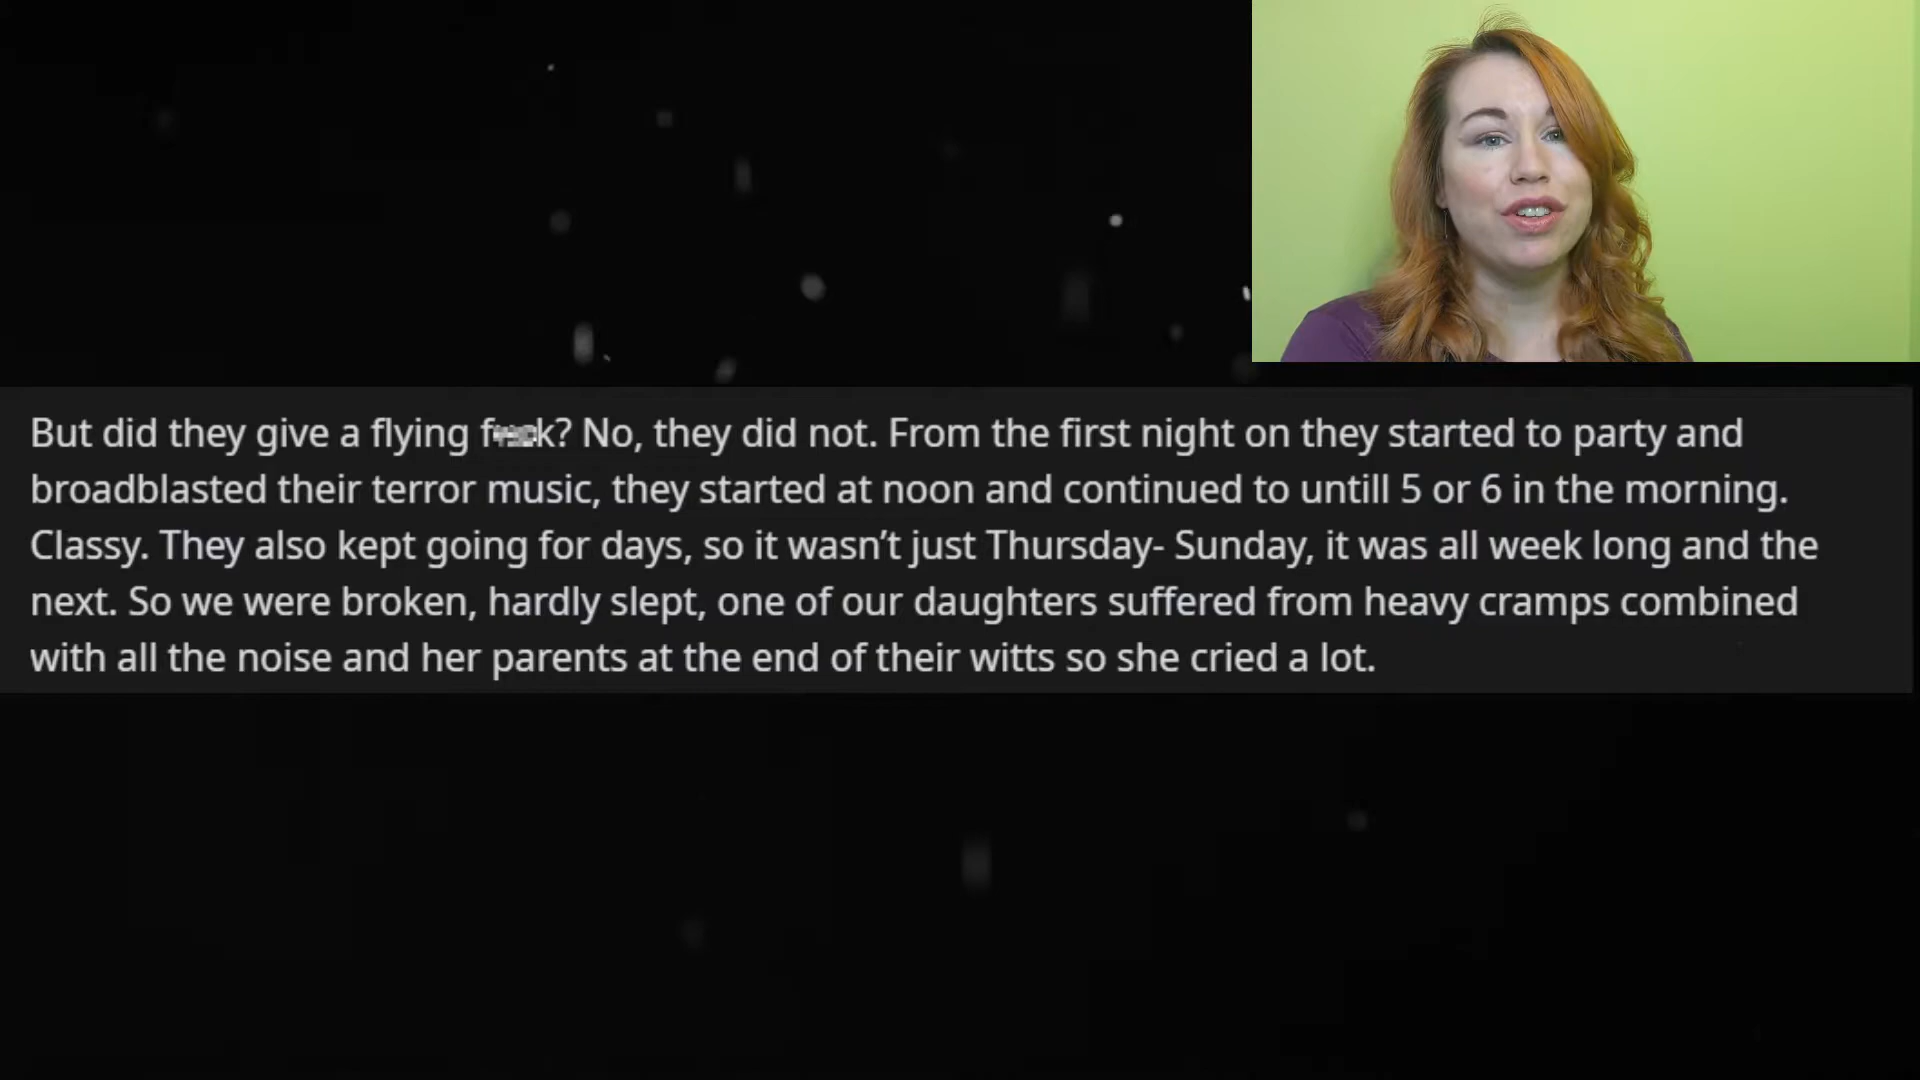 But did they give a flying f k? No, they did not. From the first night on they started to party and
broadblasted their terror music, they started at noon and continued to untill 5 or 6 in the morning.
Classy. They also kept going for days, so it wasn’t just Thursday- Sunday, it was all week long and the
next. So we were broken, hardly slept, one of our daughters suffered from heavy cramps combined
with all the noise and her parents at the end of their witts so she cried a lot.